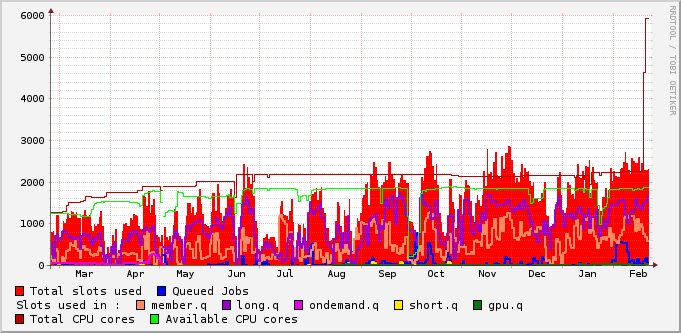 6000
5000
4000
3000
2000
1000
0
Mar Apr May Jun Jul Aug Sep Oct Nov Dec Jan Feb
RRDTOOL / TOBI OETIKER
Total slots used Queued Jobs
Slots used in : member.q long.q ondemand.q short.q gpu.q
Total CPU cores Available CPU cores